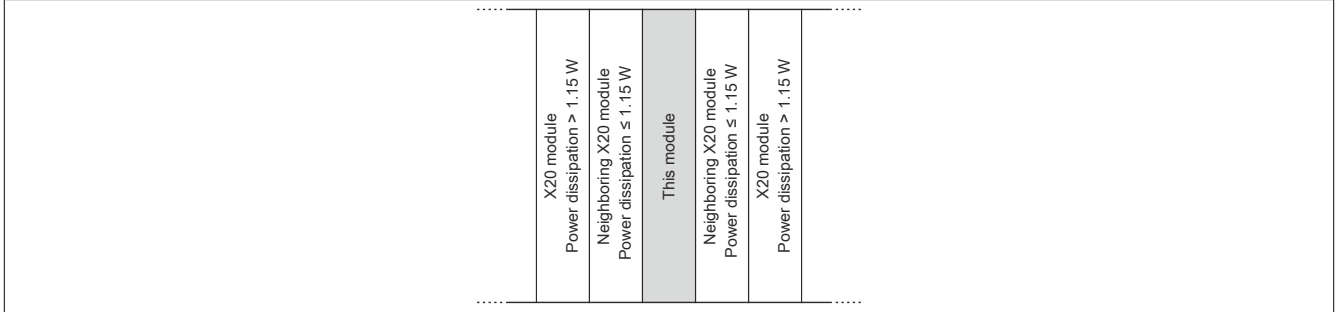 X20 module
Power dissipation > 1.15 W
Neighboring X20 module
Power dissipation ≤ 1.15 W
This module
Neighboring X20 module
Power dissipation ≤ 1.15 W
X20 module
Power dissipation > 1.15 W